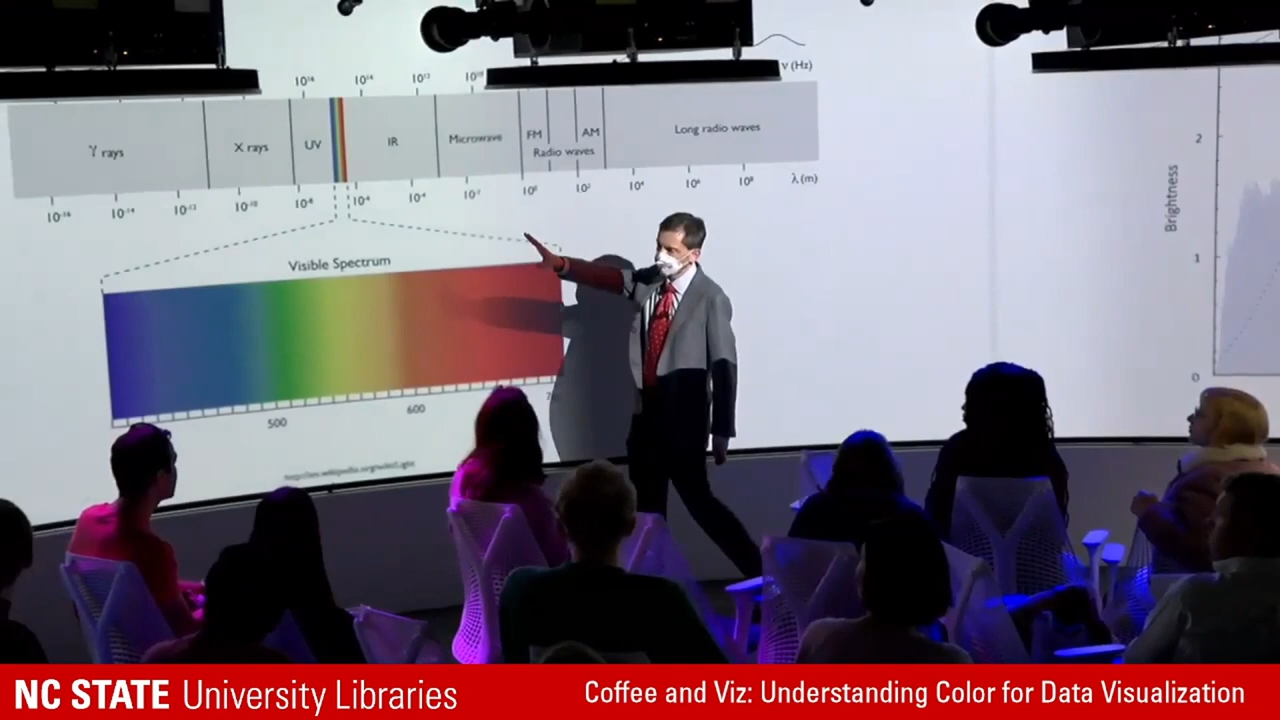 10¹⁶ 10¹⁴ 10¹² 10¹⁰ ν (Hz)
γ rays X rays UV IR Microwave FM AM Long radio waves
Radio waves
10⁻¹⁶ 10⁻¹⁴ 10⁻¹² 10⁻¹⁰ 10⁻⁸ 10⁻⁶ 10⁻⁴ 10⁻² 10⁰ 10² 10⁴ 10⁶ 10⁸ λ (m)
Visible Spectrum
500 600
Brightness
2
1
0
NC STATE University Libraries
Coffee and Viz: Understanding Color for Data Visualization